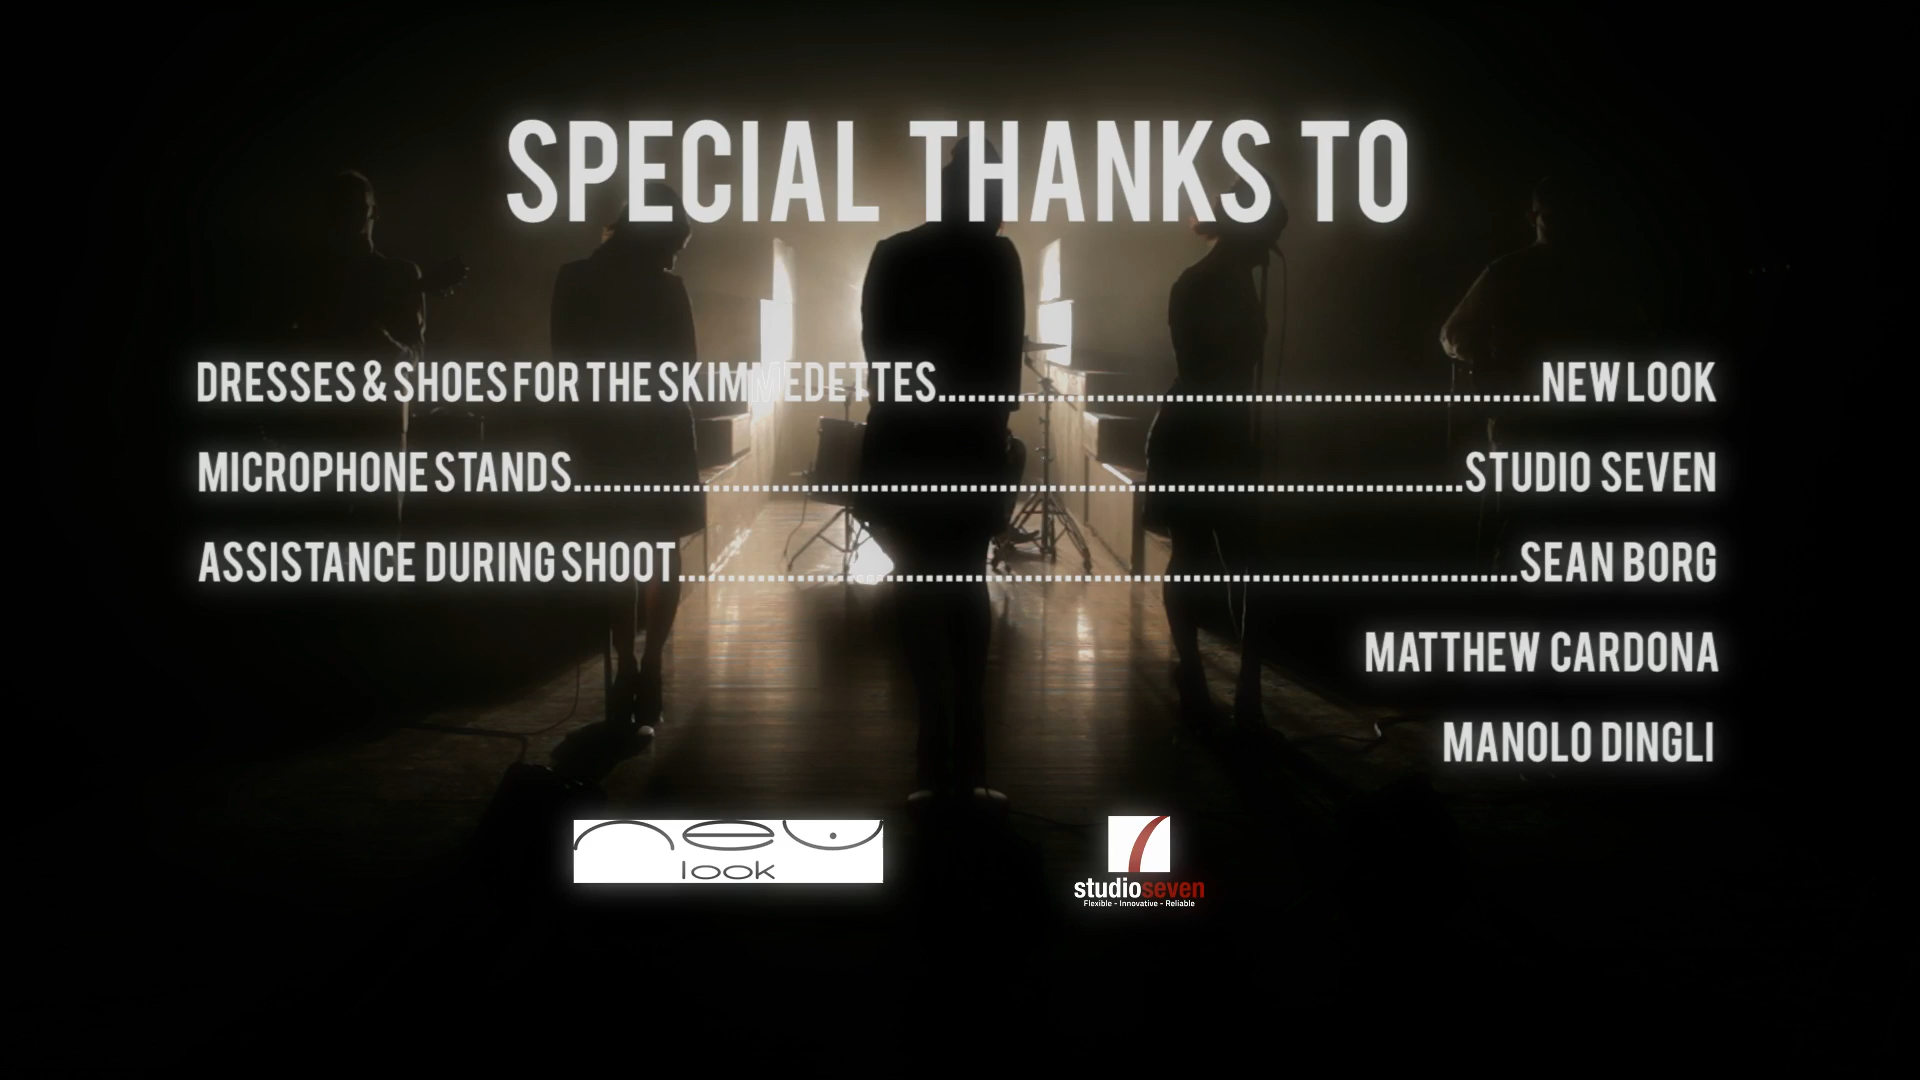 SPECIAL THANKS TO
DRESSES & SHOES FOR THE SKIMMEDETTES........................................................NEW LOOK
MICROPHONE STANDS........................................................................STUDIO SEVEN
ASSISTANCE DURING SHOOT....................................................................SEAN BORG
MATTHEW CARDONA
MANOLO DINGLI
new
look
7
studioseven
Flexible - Innovative - Reliable